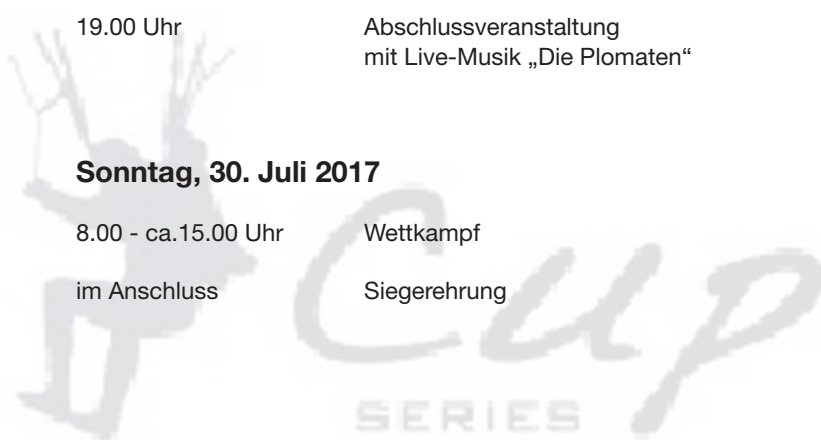 19.00 Uhr Abschlussveranstaltung
mit Live-Musik „Die Plomaten“
Sonntag, 30. Juli 2017
8.00 - ca.15.00 Uhr Wettkampf
im Anschluss Siegerehrung
Cup
SERIES